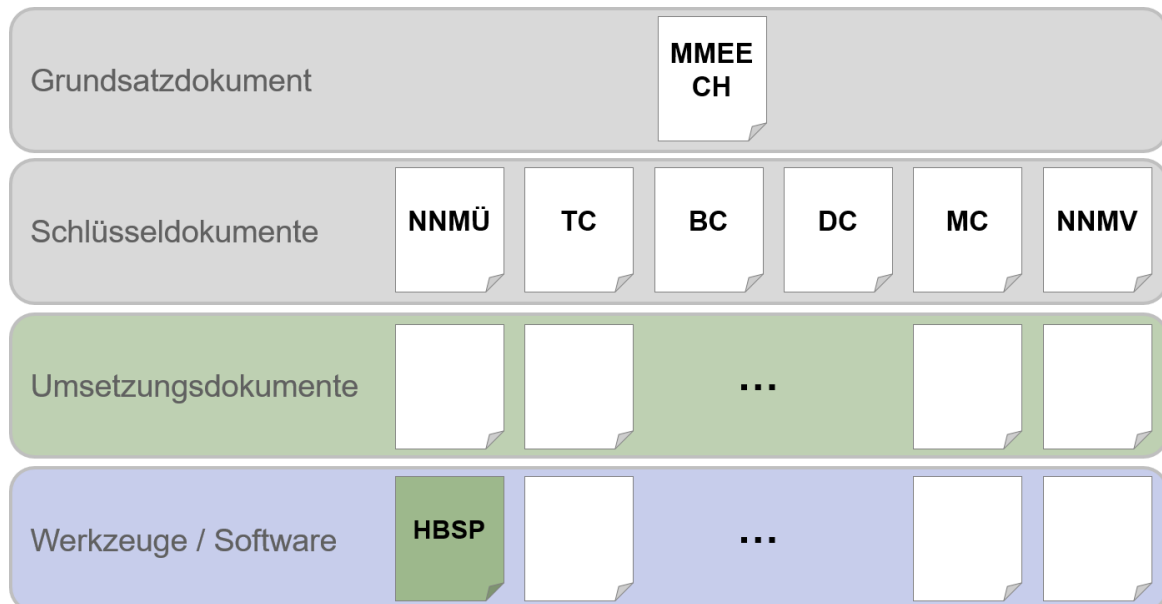 Grundsatzdokument
MMEE
CH
Schlüsseldokumente
NNMÜ
TC
BC
DC
MC
NNMV
Umsetzungsdokumente
...
Werkzeuge / Software
HBSP
...